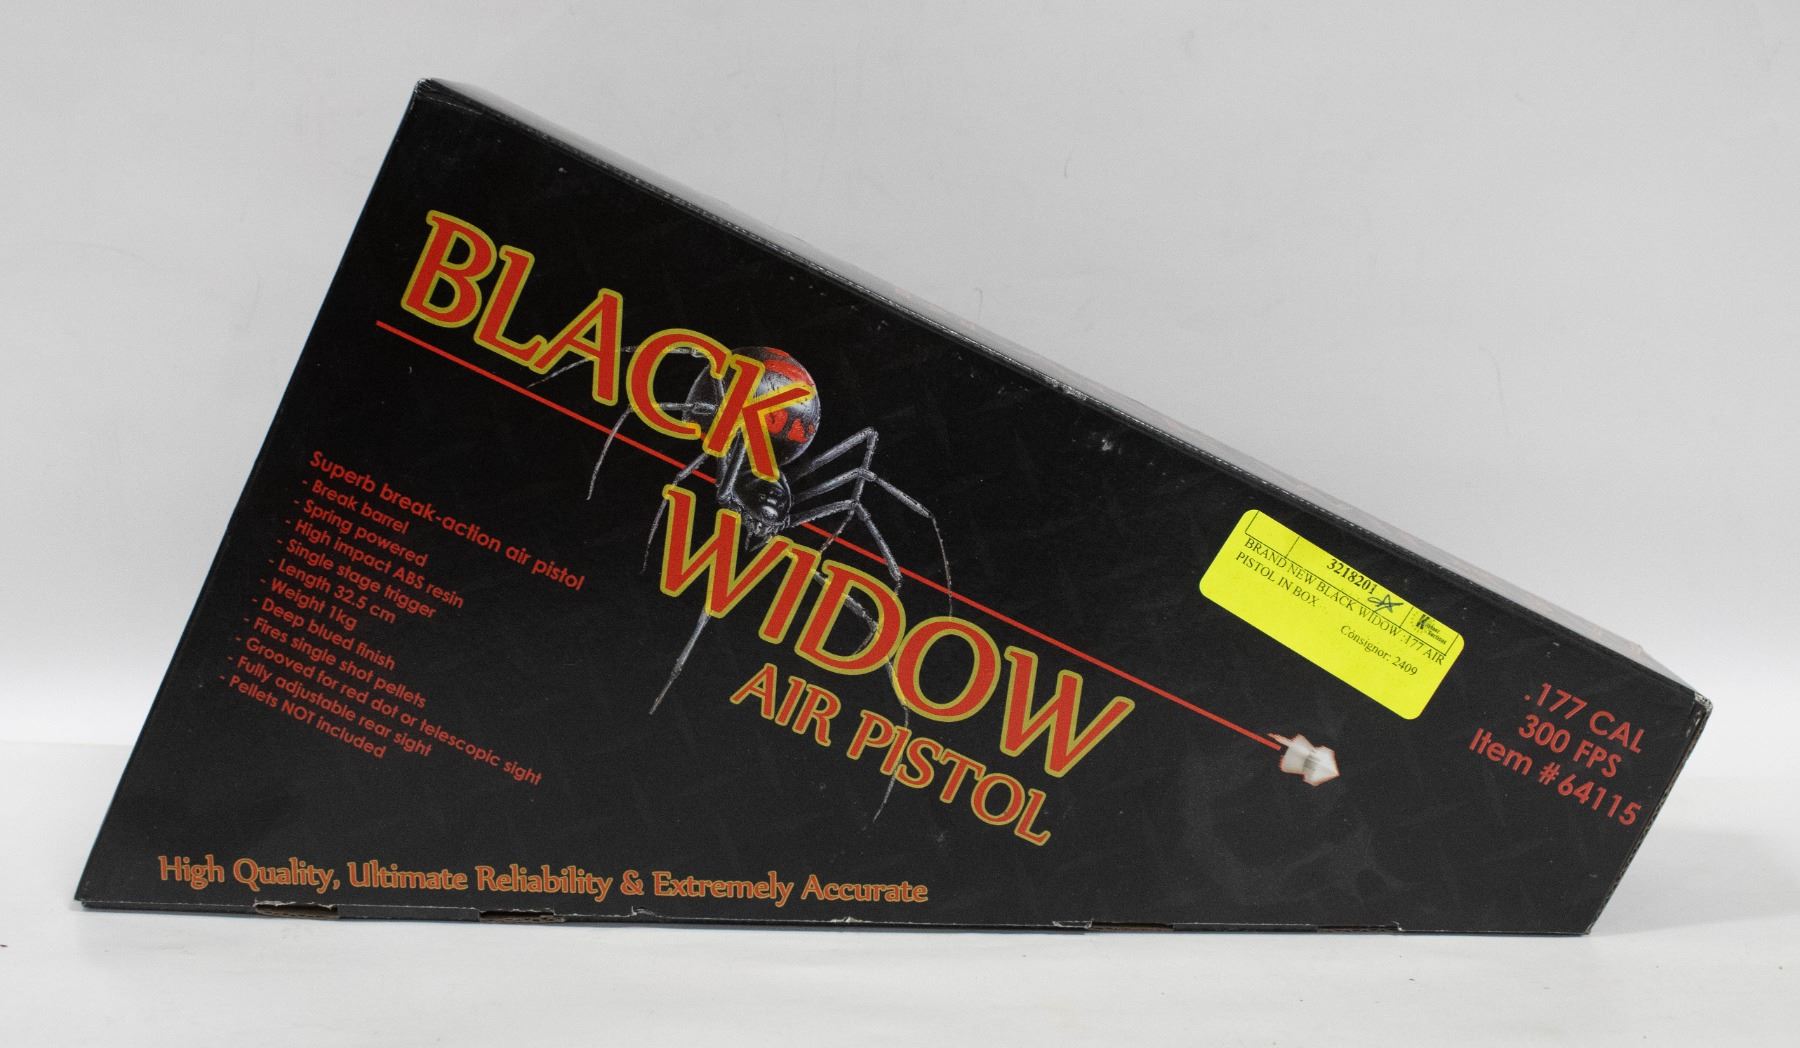 BLACK
WIDOW
AIR PISTOL
Superb break-action air pistol
- Break barrel
- Spring powered
- High impact ABS resin
- Single stage trigger
- Length 32.5 cm
- Weight 1kg
- Deep blued finish
- Fires single shot pellets
- Grooved for red dot or telescopic sight
- Fully adjustable rear sight
- Pellets NOT included
High Quality, Ultimate Reliability & Extremely Accurate
3218201
BRAND NEW BLACK WIDOW .177 AIR
PISTOL IN BOX
Consignor: 2409
.177 CAL
300 FPS
Item #64115